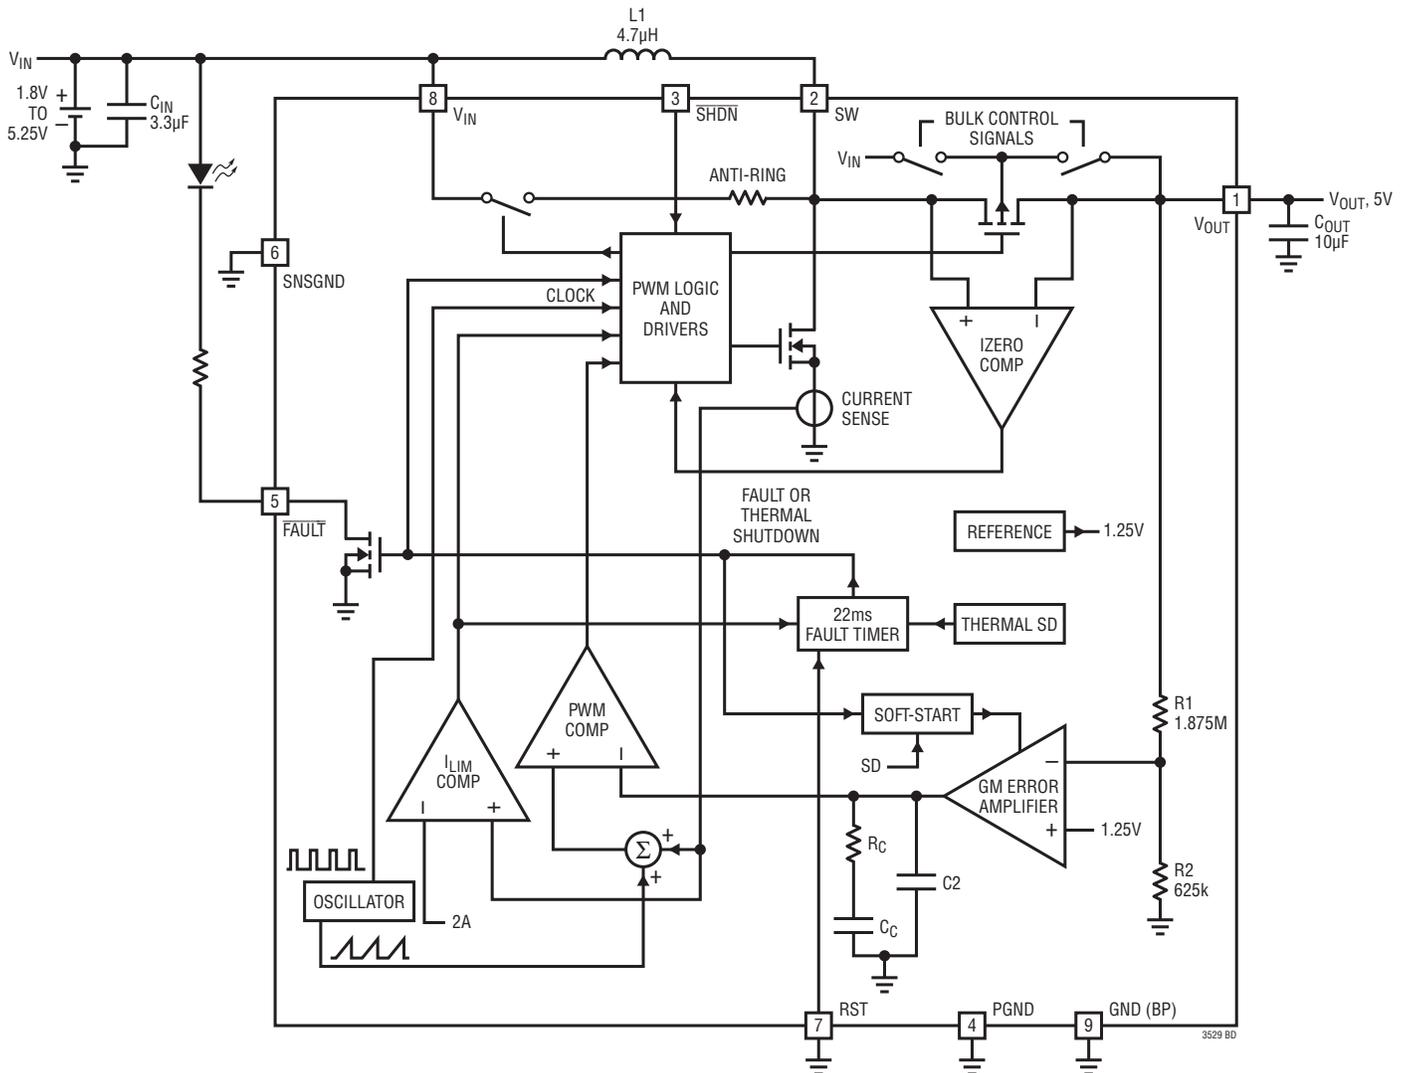 L1
4.7µH
VIN
1.8V
TO
5.25V
+
–
CIN
3.3µF
8
VIN
3
SHDN
2
SW
BULK CONTROL
SIGNALS
VIN
ANTI-RING
1
VOUT
VOUT, 5V
COUT
10µF
6
SNSGND
CLOCK
PWM LOGIC
AND
DRIVERS
+ –
IZERO
COMP
CURRENT
SENSE
5
FAULT
FAULT OR
THERMAL
SHUTDOWN
REFERENCE
1.25V
22ms
FAULT TIMER
THERMAL SD
PWM
COMP
+ –
SOFT-START
SD
R1
1.875M
ILIM
COMP
– +
GM ERROR
AMPLIFIER
–
+
1.25V
Σ
+
+
RC
C2
CC
R2
625k
OSCILLATOR
2A
7
RST
4
PGND
9
GND (BP)
3529 BD